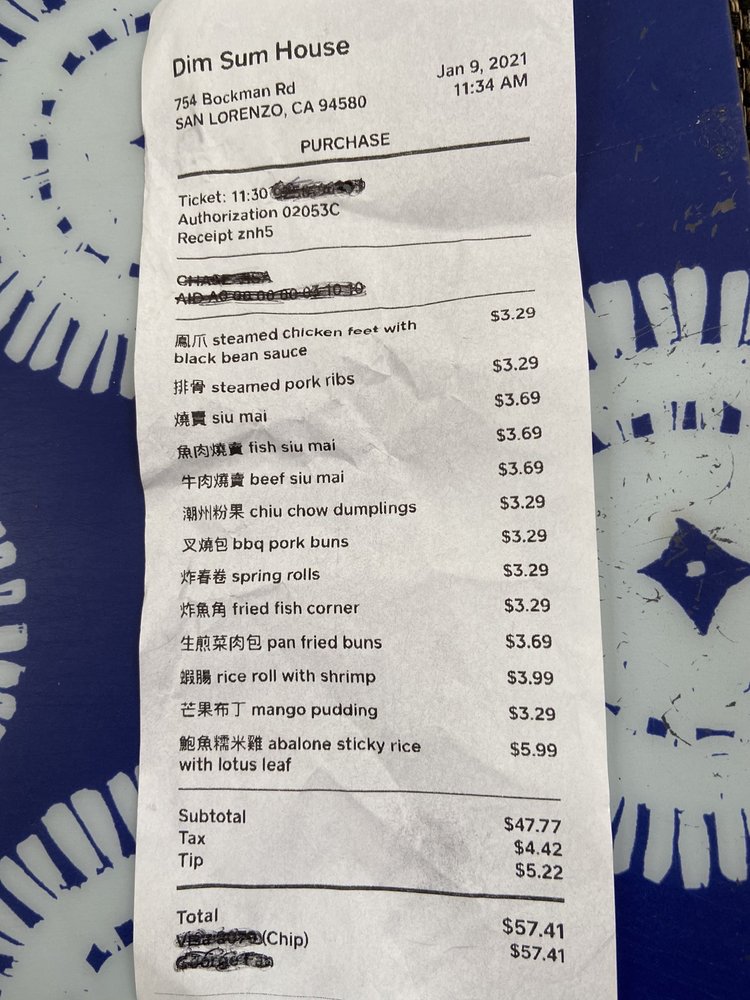 Dim Sum House
754 Bockman Rd
SAN LORENZO, CA 94580
Jan 9, 2021
11:34 AM
PURCHASE
Ticket: 11:30
Authorization 02053C
Receipt znh5
鳳爪 steamed chicken feet with black bean sauce $3.29
排骨 steamed pork ribs $3.29
燒賣 siu mai $3.69
魚肉燒賣 fish siu mai $3.69
牛肉燒賣 beef siu mai $3.69
潮州粉果 chiu chow dumplings $3.29
叉燒包 bbq pork buns $3.29
炸春卷 spring rolls $3.29
炸魚角 fried fish corner $3.29
生煎菜肉包 pan fried buns $3.69
蝦腸 rice roll with shrimp $3.99
芒果布丁 mango pudding $3.29
鮑魚糯米雞 abalone sticky rice with lotus leaf $5.99
Subtotal $47.77
Tax $4.42
Tip $5.22
Total $57.41
(Chip) $57.41